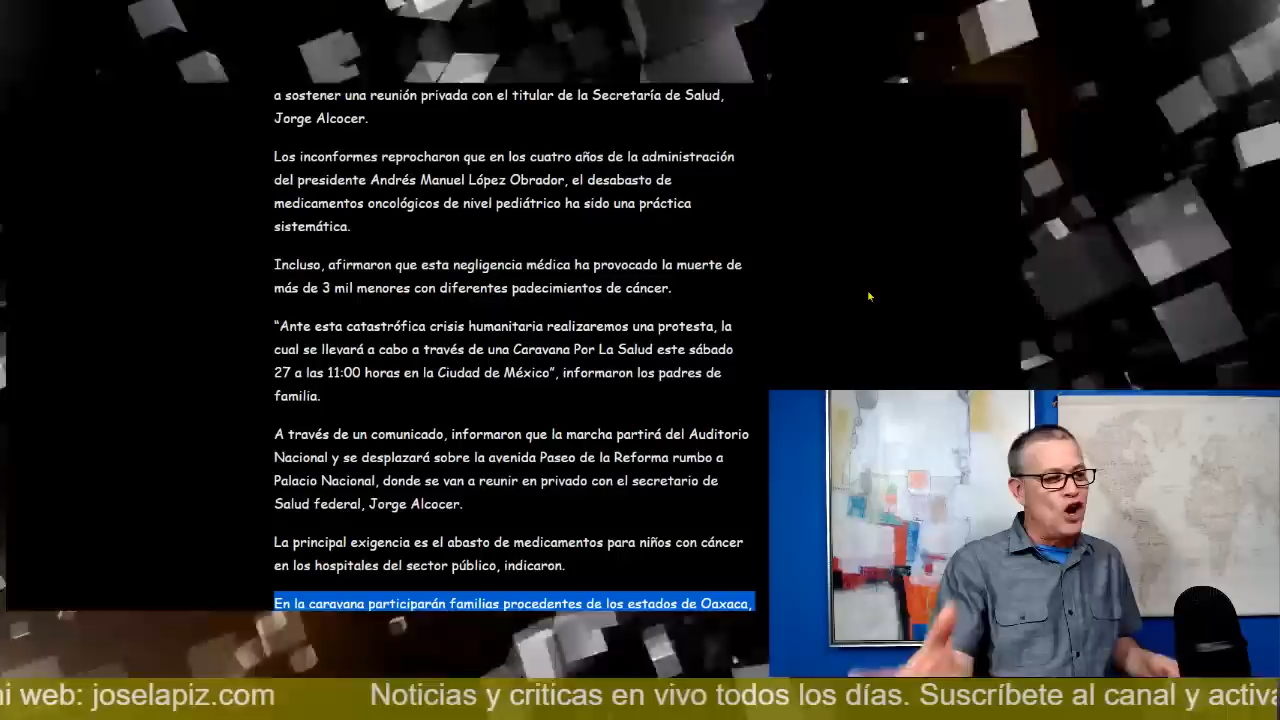 a sostener una reunión privada con el titular de la Secretaría de Salud,
Jorge Alcocer.
Los inconformes reprocharon que en los cuatro años de la administración
del presidente Andrés Manuel López Obrador, el desabasto de
medicamentos oncológicos de nivel pediátrico ha sido una práctica
sistemática.
Incluso, afirmaron que esta negligencia médica ha provocado la muerte de
más de 3 mil menores con diferentes padecimientos de cáncer.
“Ante esta catastrófica crisis humanitaria realizaremos una protesta, la
cual se llevará a cabo a través de una Caravana Por La Salud este sábado
27 a las 11:00 horas en la Ciudad de México”, informaron los padres de
familia.
A través de un comunicado, informaron que la marcha partirá del Auditorio
Nacional y se desplazará sobre la avenida Paseo de la Reforma rumbo a
Palacio Nacional, donde se van a reunir en privado con el secretario de
Salud federal, Jorge Alcocer.
La principal exigencia es el abasto de medicamentos para niños con cáncer
en los hospitales del sector público, indicaron.
En la caravana participarán familias procedentes de los estados de Oaxaca,
ni web: joselapiz.com Noticias y criticas en vivo todos los días. Suscríbete al canal y activa